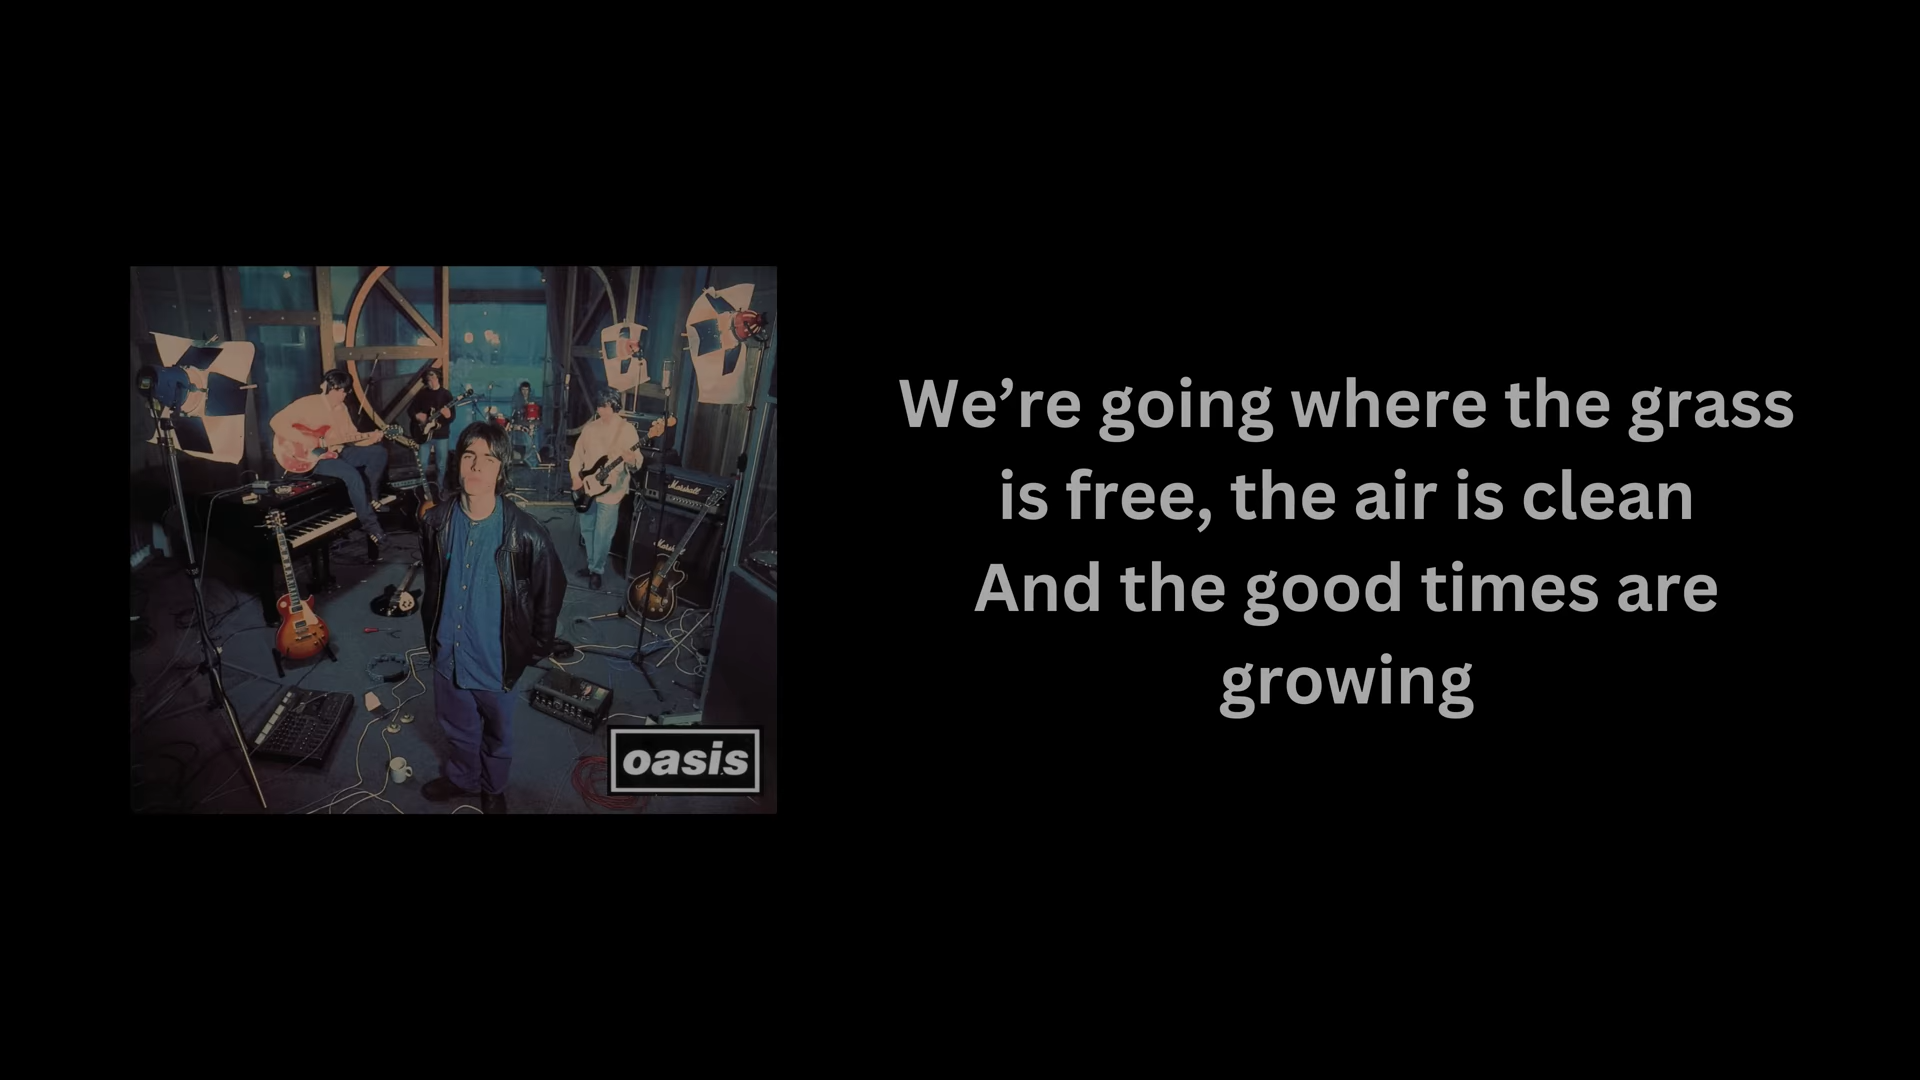 We’re going where the grass
is free, the air is clean
And the good times are
growing
oasis
Marshall